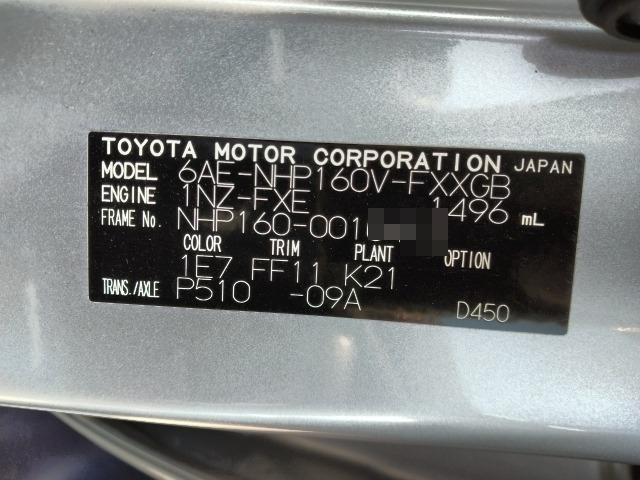 TOYOTA MOTOR CORPORATION JAPAN
MODEL 6AE-NHP160V-FXXGB
ENGINE 1NZ-FXE 1496 mL
FRAME No. NHP160-001
COLOR TRIM PLANT OPTION
1E7 FF11 K21
TRANS./AXLE P510 -09A
D450